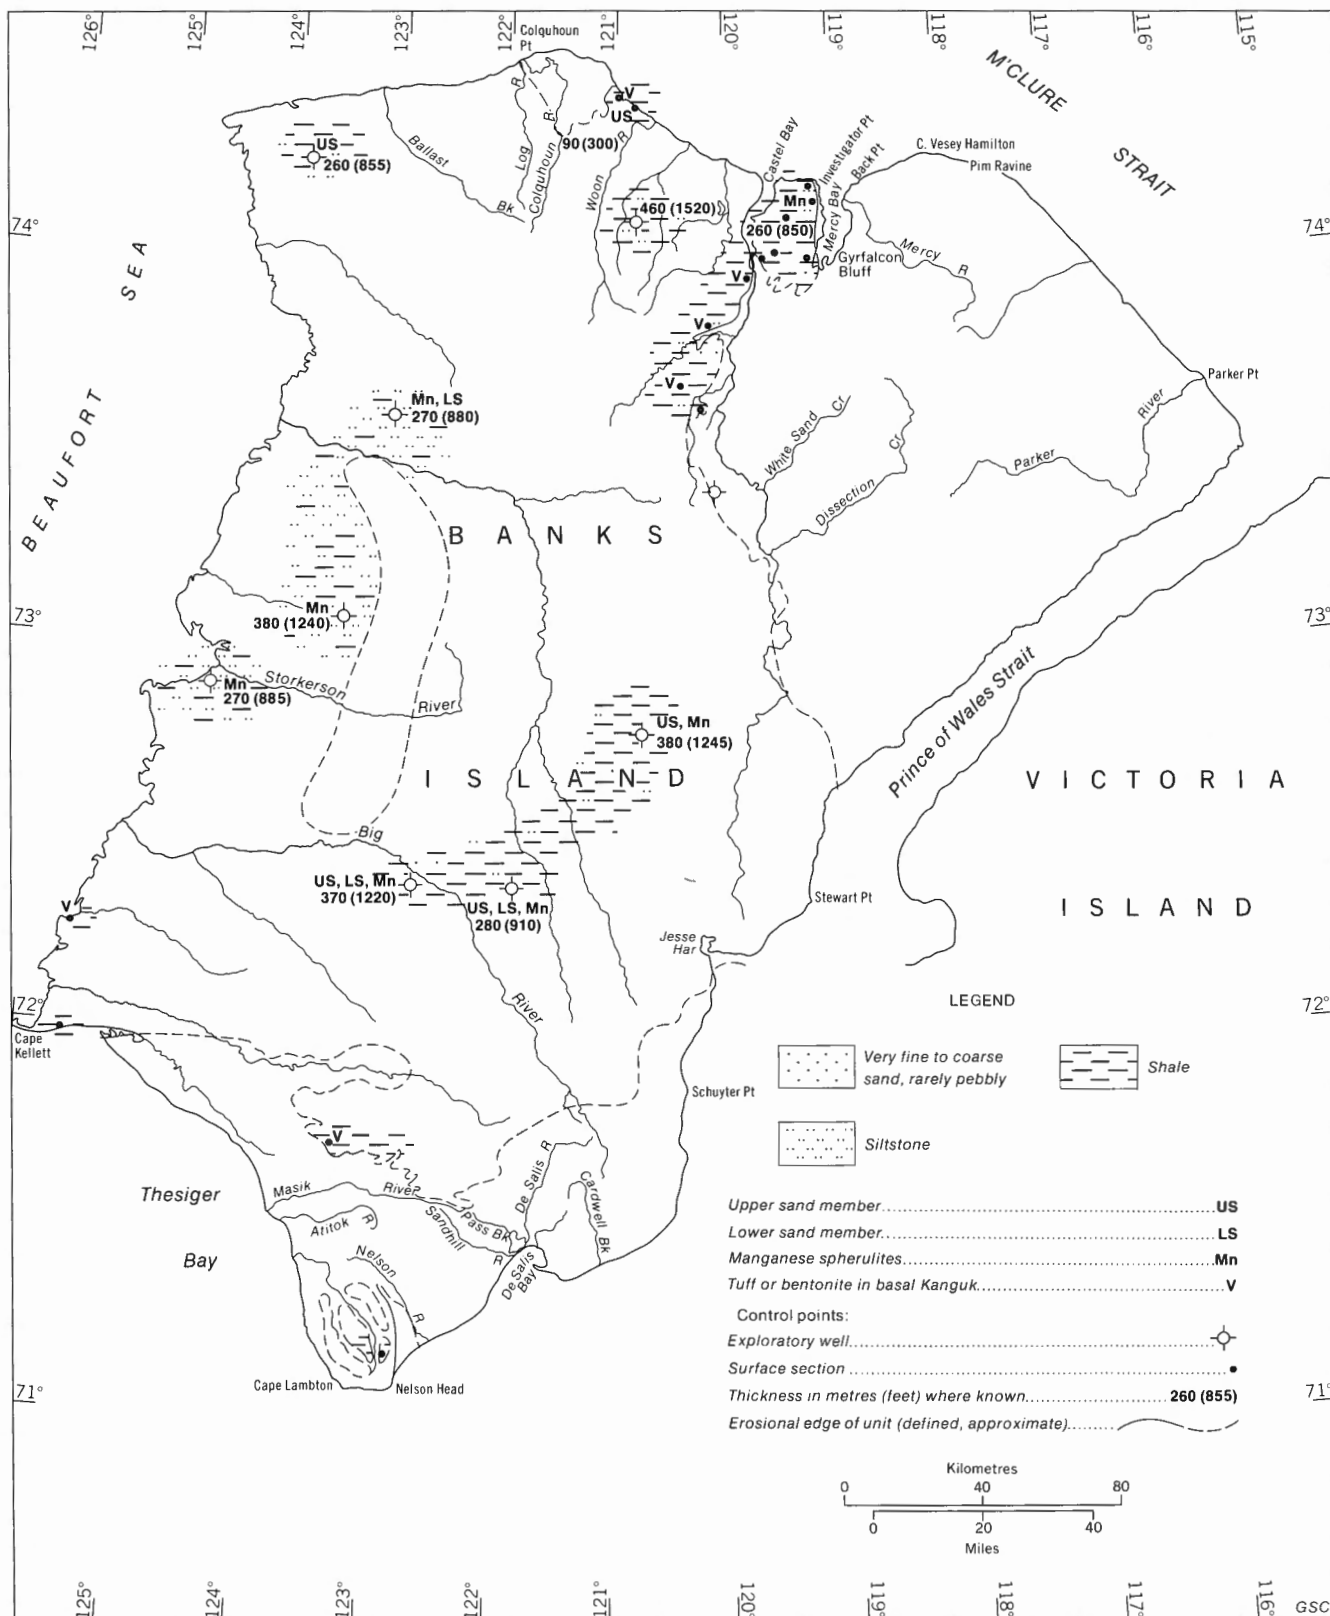 126°
125°
124°
123°
122°
121°
120°
119°
118°
117°
116°
115°
Colquhoun
Pt
M'CLURE
STRAIT
V
US
90 (300)
US
260 (855)
Ballast
Bk
Log
R
Colquhoun
R
Woon
R
460 (1520)
Castel Bay
Investigator Pt
Back Pt
Mercy Bay
C. Vesey Hamilton
Pim Ravine
Mn
260 (850)
Gyrfalcon
Bluff
Mercy R
74°
74°
BEAUFORT SEA
V
V
V
Parker Pt
Parker River
Mn, LS
270 (880)
White Sand Cr
Dissection Cr
BANKS
Mn
380 (1240)
73°
73°
Mn
270 (885)
Storkerson River
US, Mn
380 (1245)
Prince of Wales Strait
ISLAND
VICTORIA
ISLAND
Big River
US, LS, Mn
370 (1220)
US, LS, Mn
280 (910)
Stewart Pt
V
Jesse
Har
72°
72°
Cape
Kellett
Schuyter Pt
V
Thesiger
Bay
Masik River
Atitok R
Sandhill R
Pass Bk
De Salis R
Cardwell Bk
De Salis
Bay
Nelson R
Cape Lambton
Nelson Head
71°
71°
LEGEND
Very fine to coarse
sand, rarely pebbly
Shale
Siltstone
Upper sand member US
Lower sand member LS
Manganese spherulites Mn
Tuff or bentonite in basal Kanguk V
Control points:
Exploratory well
Surface section
Thickness in metres (feet) where known 260 (855)
Erosional edge of unit (defined, approximate)
Kilometres
0 40 80
0 20 40
Miles
125°
124°
123°
122°
121°
120°
119°
118°
117°
116°
GSC